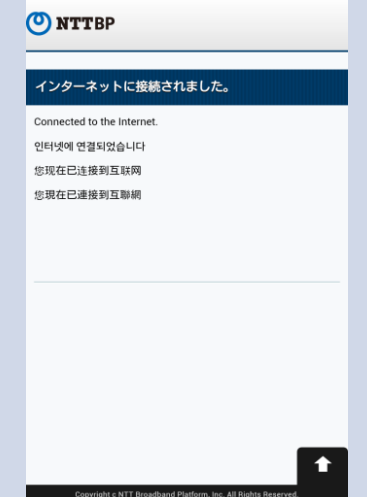 NTTBP
インターネットに接続されました。
Connected to the Internet.
인터넷에 연결되었습니다
您现在已连接到互联网
您現在已連接到互聯網
Copyright c NTT Broadband Platform, Inc. All Rights Reserved.